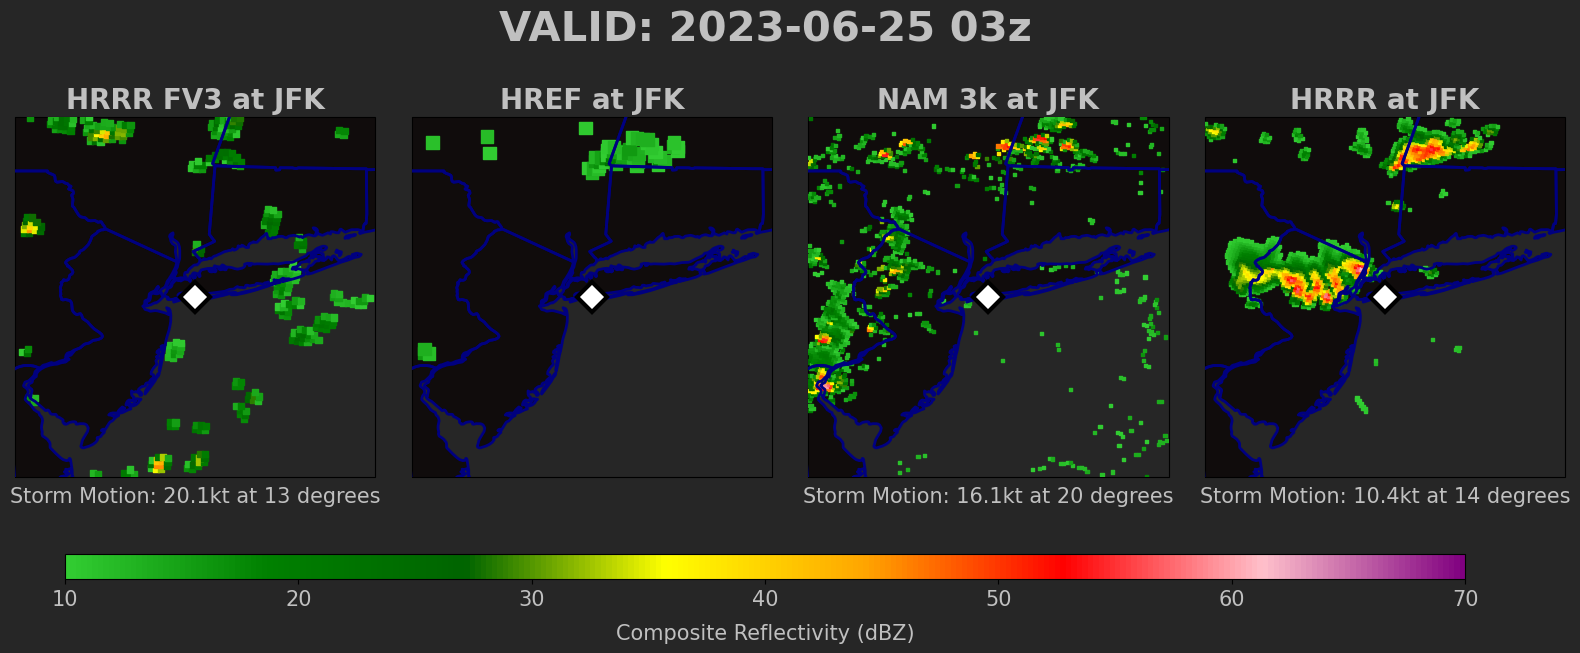 VALID: 2023-06-25 03z
HRRR FV3 at JFK
HREF at JFK
NAM 3k at JFK
HRRR at JFK
Storm Motion: 20.1kt at 13 degrees
Storm Motion: 16.1kt at 20 degrees
Storm Motion: 10.4kt at 14 degrees
10 20 30 40 50 60 70
Composite Reflectivity (dBZ)